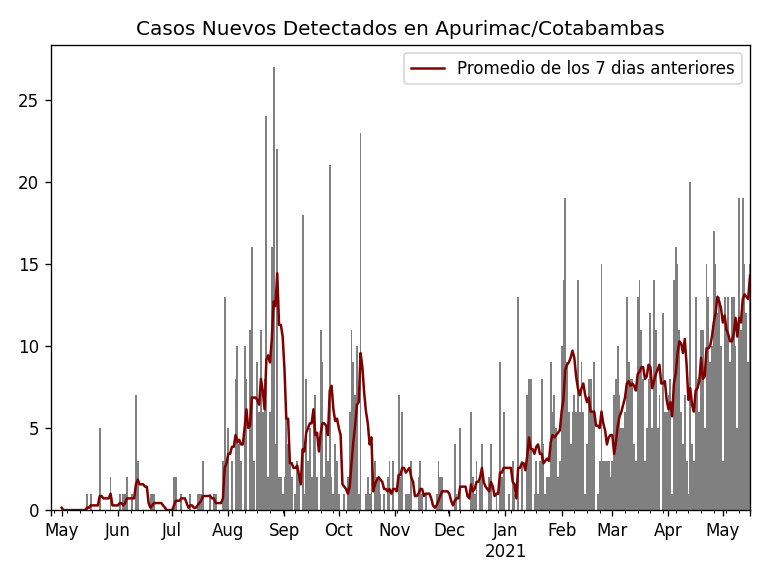 Casos Nuevos Detectados en Apurimac/Cotabambas
Promedio de los 7 dias anteriores
25
20
15
10
5
0
May Jun Jul Aug Sep Oct Nov Dec Jan Feb Mar Apr May
2021